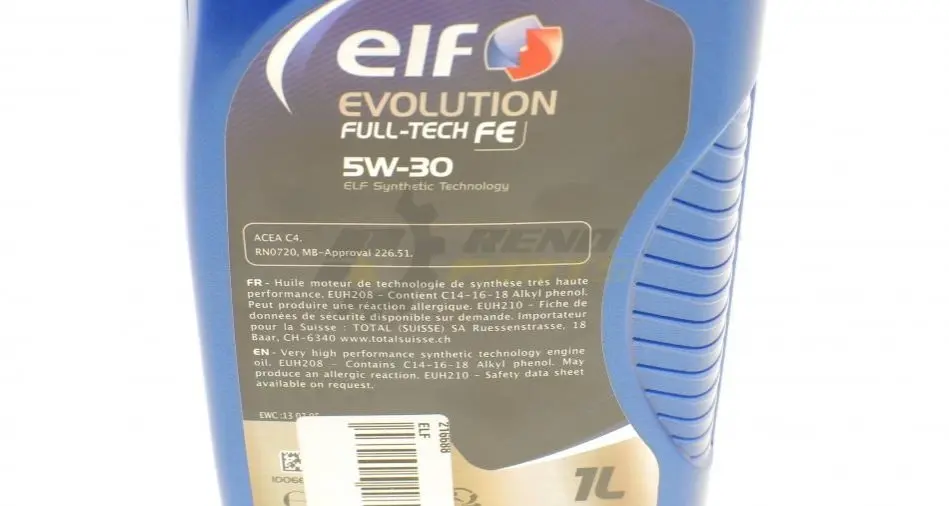 elf
EVOLUTION
FULL-TECH FE
5W-30
ELF Synthetic Technology
ACEA C4.
RN0720, MB-Approval 226.51.
FR - Huile moteur de technologie de synthèse très haute
performance. EUH208 - Contient C14-16-18 Alkyl phenol.
Peut produire une réaction allergique. EUH210 - Fiche de
données de sécurité disponible sur demande. Importateur
pour la Suisse : TOTAL (SUISSE) SA Ruessenstrasse, 18
Baar, CH-6340 www.totalsuisse.ch
EN - Very high performance synthetic technology engine
oil. EUH208 - Contains C14-16-18 Alkyl phenol. May
produce an allergic reaction. EUH210 - Safety data sheet
available on request.
EWC :13
216688
ELF
1L